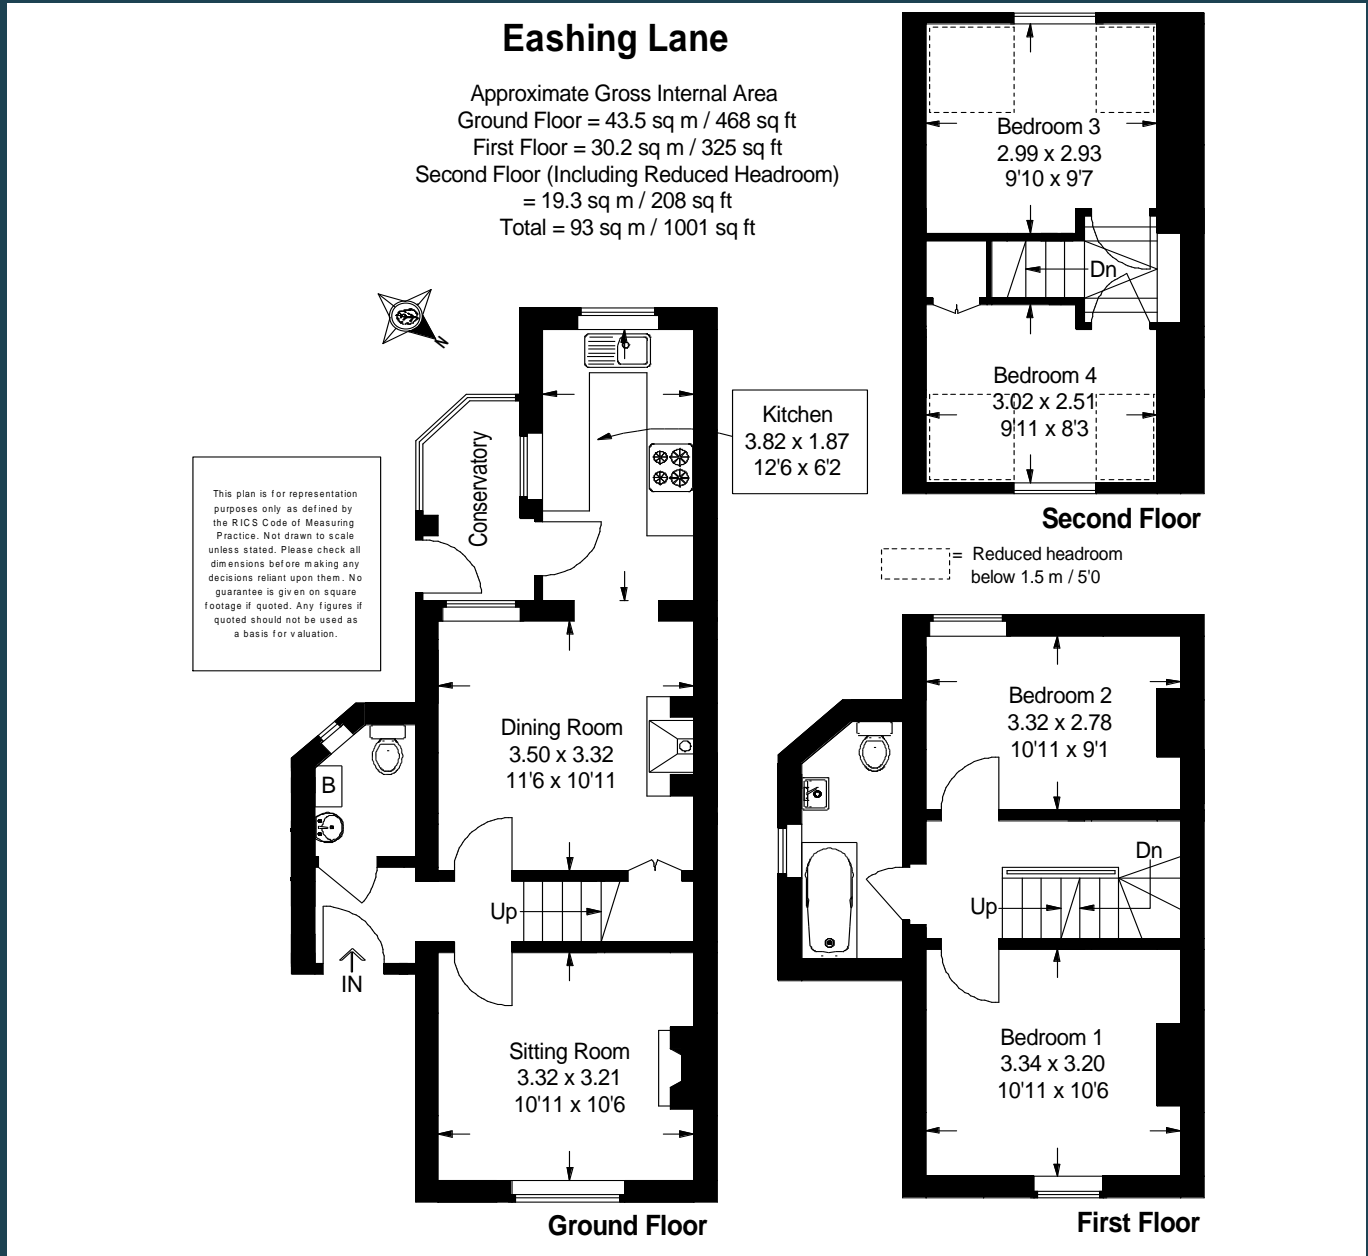 Eashing Lane
Approximate Gross Internal Area
Ground Floor = 43.5 sq m / 468 sq ft
First Floor = 30.2 sq m / 325 sq ft
Second Floor (Including Reduced Headroom)
= 19.3 sq m / 208 sq ft
Total = 93 sq m / 1001 sq ft
N
This plan is for representation
purposes only as defined by
the RICS Code of Measuring
Practice. Not drawn to scale
unless stated. Please check all
dimensions before making any
decisions reliant upon them. No
guarantee is given on square
footage if quoted. Any figures if
quoted should not be used as
a basis for valuation.
Conservatory
Kitchen
3.82 x 1.87
12'6 x 6'2
Dining Room
3.50 x 3.32
11'6 x 10'11
B
Up
IN
Sitting Room
3.32 x 3.21
10'11 x 10'6
Ground Floor
Bedroom 3
2.99 x 2.93
9'10 x 9'7
Dn
Bedroom 4
3.02 x 2.51
9'11 x 8'3
Second Floor
= Reduced headroom
below 1.5 m / 5'0
Bedroom 2
3.32 x 2.78
10'11 x 9'1
Dn
Up
Bedroom 1
3.34 x 3.20
10'11 x 10'6
First Floor